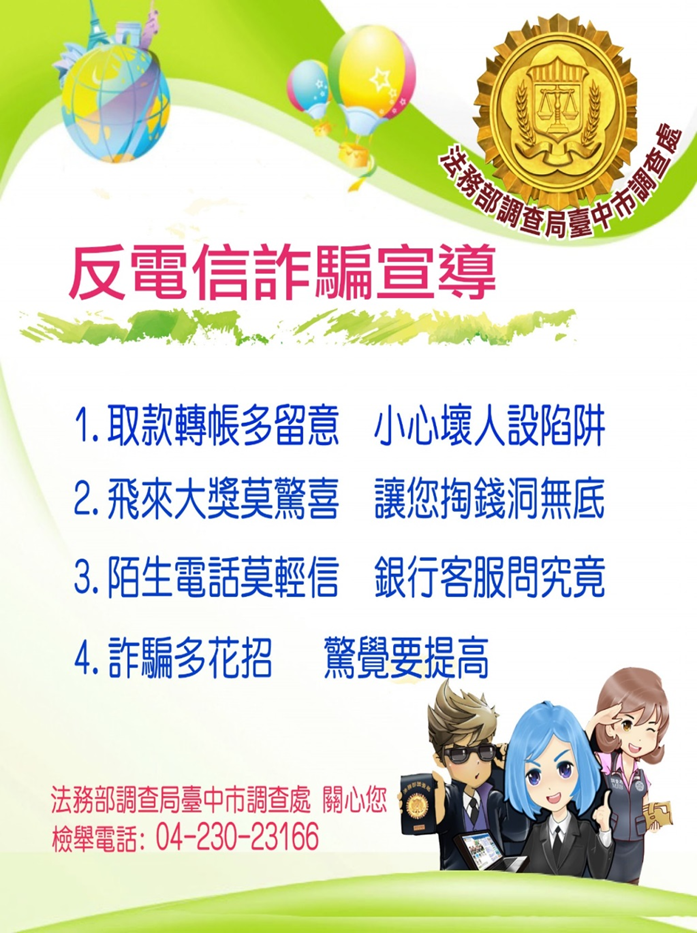 法務部調查局臺中市調查處
反電信詐騙宣導
1.取款轉帳多留意 小心壞人設陷阱
2.飛來大獎莫驚喜 讓您掏錢洞無底
3.陌生電話莫輕信 銀行客服問究竟
4.詐騙多花招 驚覺要提高
法務部調查局臺中市調查處 關心您
檢舉電話: 04-230-23166